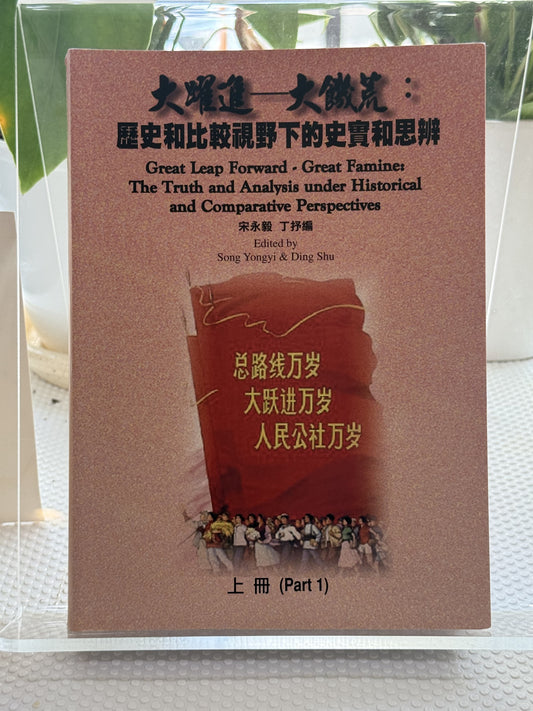 大躍進─大饑荒：
歷史和比較視野下的史實和思辨
Great Leap Forward - Great Famine:
The Truth and Analysis under Historical
and Comparative Perspectives
宋永毅 丁抒編
Edited by
Song Yongyi & Ding Shu
总路线万岁
大跃进万岁
人民公社万岁
上 冊 (Part 1)